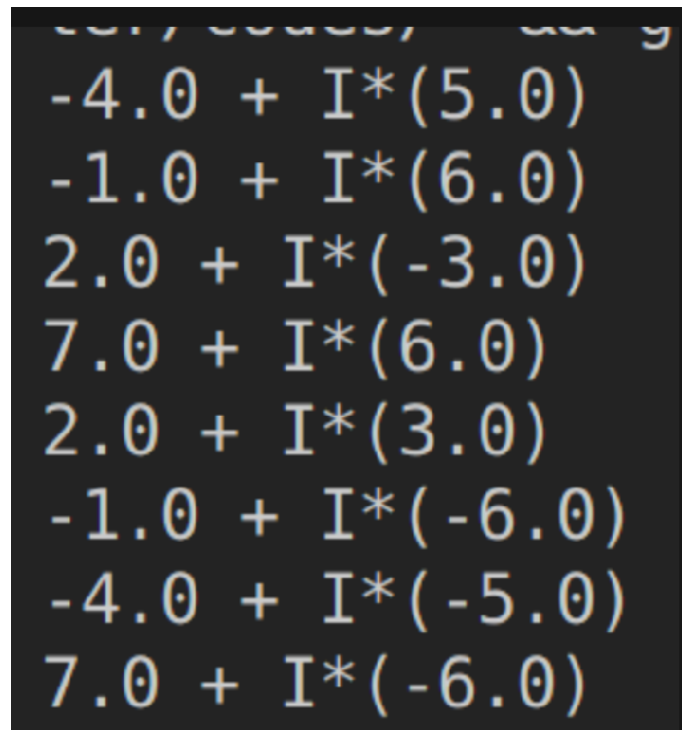 -4.0 + I*(5.0)
-1.0 + I*(6.0)
2.0 + I*(-3.0)
7.0 + I*(6.0)
2.0 + I*(3.0)
-1.0 + I*(-6.0)
-4.0 + I*(-5.0)
7.0 + I*(-6.0)